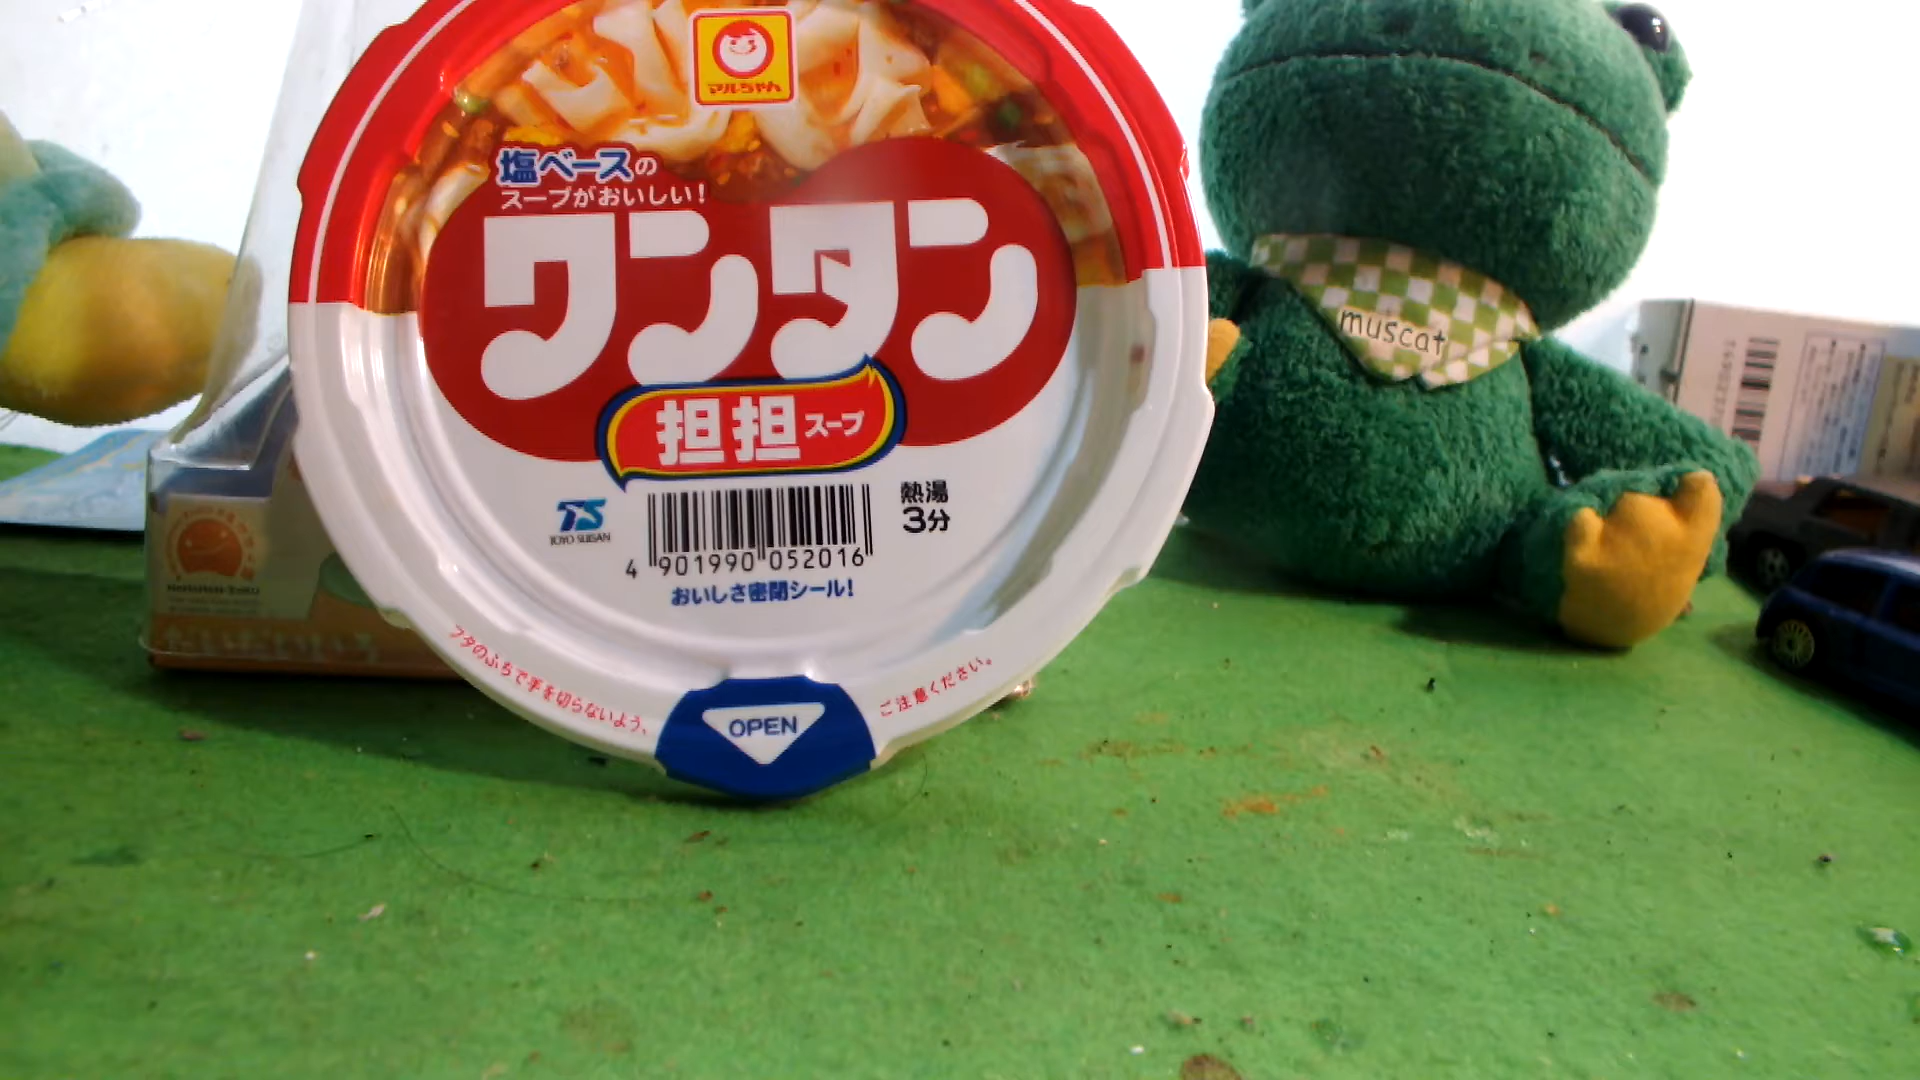 マルちゃん
塩ベースの
スープがおいしい!
ワンタン
担担スープ
熱湯
3分
TS
TOYO SUISAN
4 901990 052016
おいしさ密閉シール!
フタのふちで手を切らないよう、ご注意ください。
OPEN
muscat